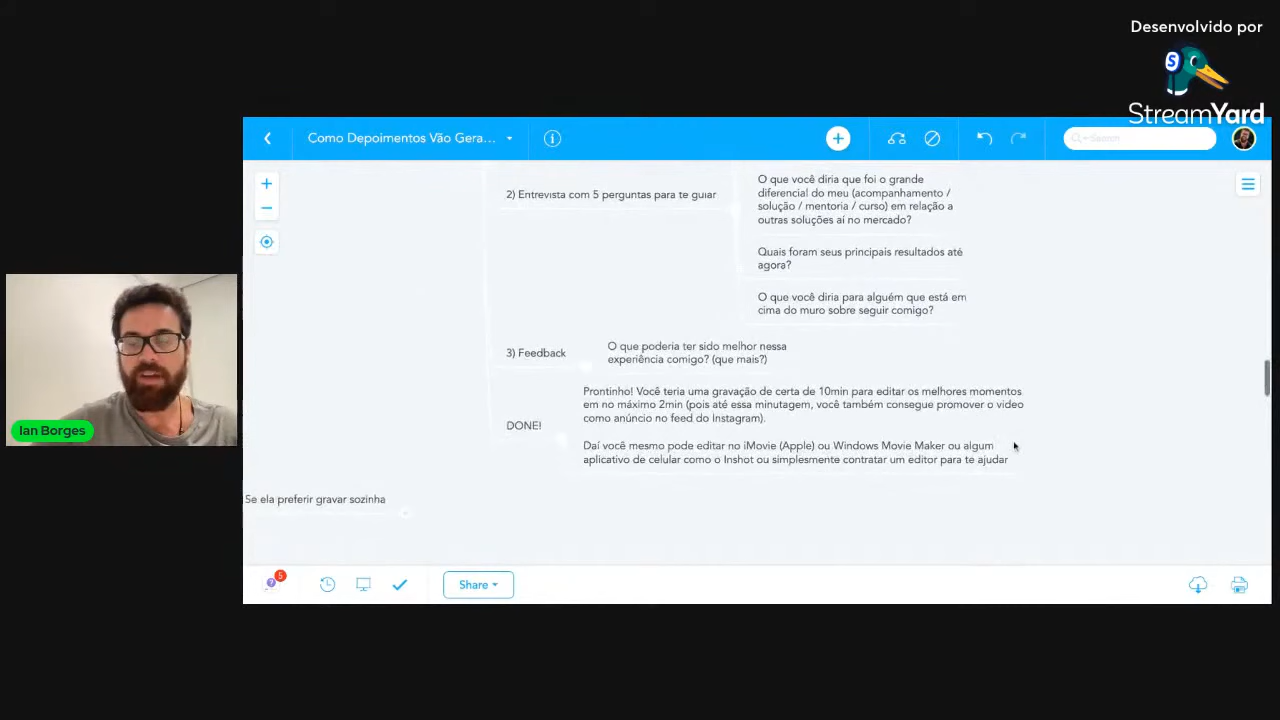 Desenvolvido por
StreamYard
Como Depoimentos Vão Gera...
Search
O que você diria que foi o grande
diferencial do meu (acompanhamento /
solução / mentoria / curso) em relação a
outras soluções aí no mercado?
2) Entrevista com 5 perguntas para te guiar
Quais foram seus principais resultados até
agora?
O que você diria para alguém que está em
cima do muro sobre seguir comigo?
3) Feedback
O que poderia ter sido melhor nessa
experiência comigo? (que mais?)
DONE!
Prontinho! Você teria uma gravação de certa de 10min para editar os melhores momentos
em no máximo 2min (pois até essa minutagem, você também consegue promover o vídeo
como anúncio no feed do Instagram).
Daí você mesmo pode editar no iMovie (Apple) ou Windows Movie Maker ou algum
aplicativo de celular como o Inshot ou simplesmente contratar um editor para te ajudar
Ian Borges
Se ela preferir gravar sozinha
5
Share